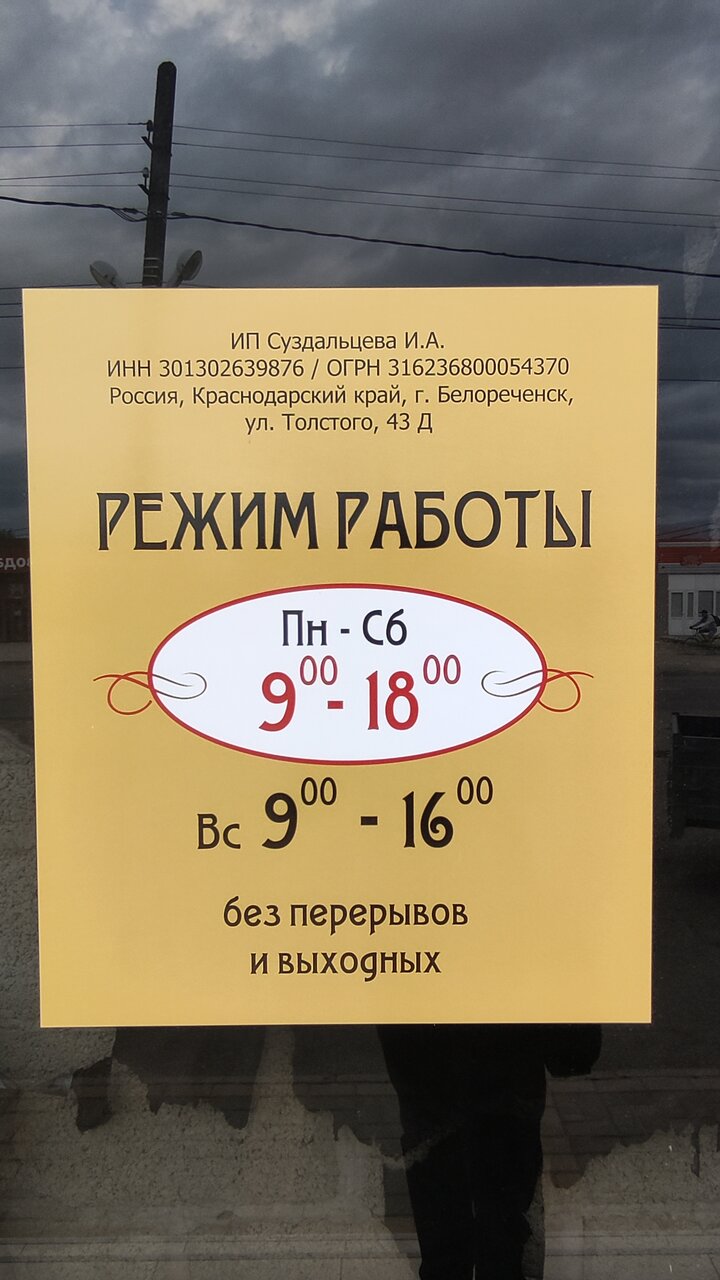 ИП Суздальцева И.А.
ИНН 301302639876 / ОГРН 316236800054370
Россия, Краснодарский край, г. Белореченск,
ул. Толстого, 43 Д
РЕЖИМ РАБОТЫ
Пн - Сб
9⁰⁰ - 18⁰⁰
Вс 9⁰⁰ - 16⁰⁰
без перерывов
и выходных